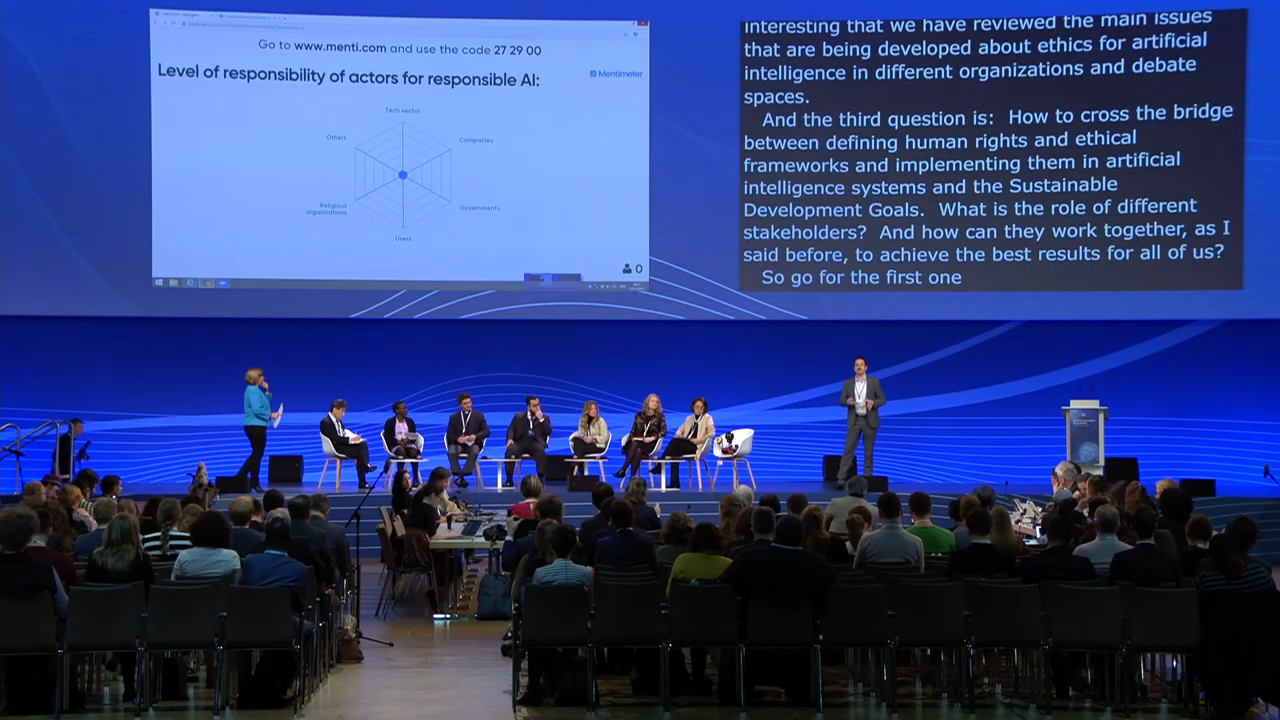 Go to www.menti.com and use the code 27 29 00
Level of responsibility of actors for responsible AI:
Mentimeter
Tech sector
Others
Companies
Religious
organisations
Governments
Users
0
interesting that we have reviewed the main issues
that are being developed about ethics for artificial
intelligence in different organizations and debate
spaces.
And the third question is: How to cross the bridge
between defining human rights and ethical
frameworks and implementing them in artificial
intelligence systems and the Sustainable
Development Goals. What is the role of different
stakeholders? And how can they work together, as I
said before, to achieve the best results for all of us?
So go for the first one